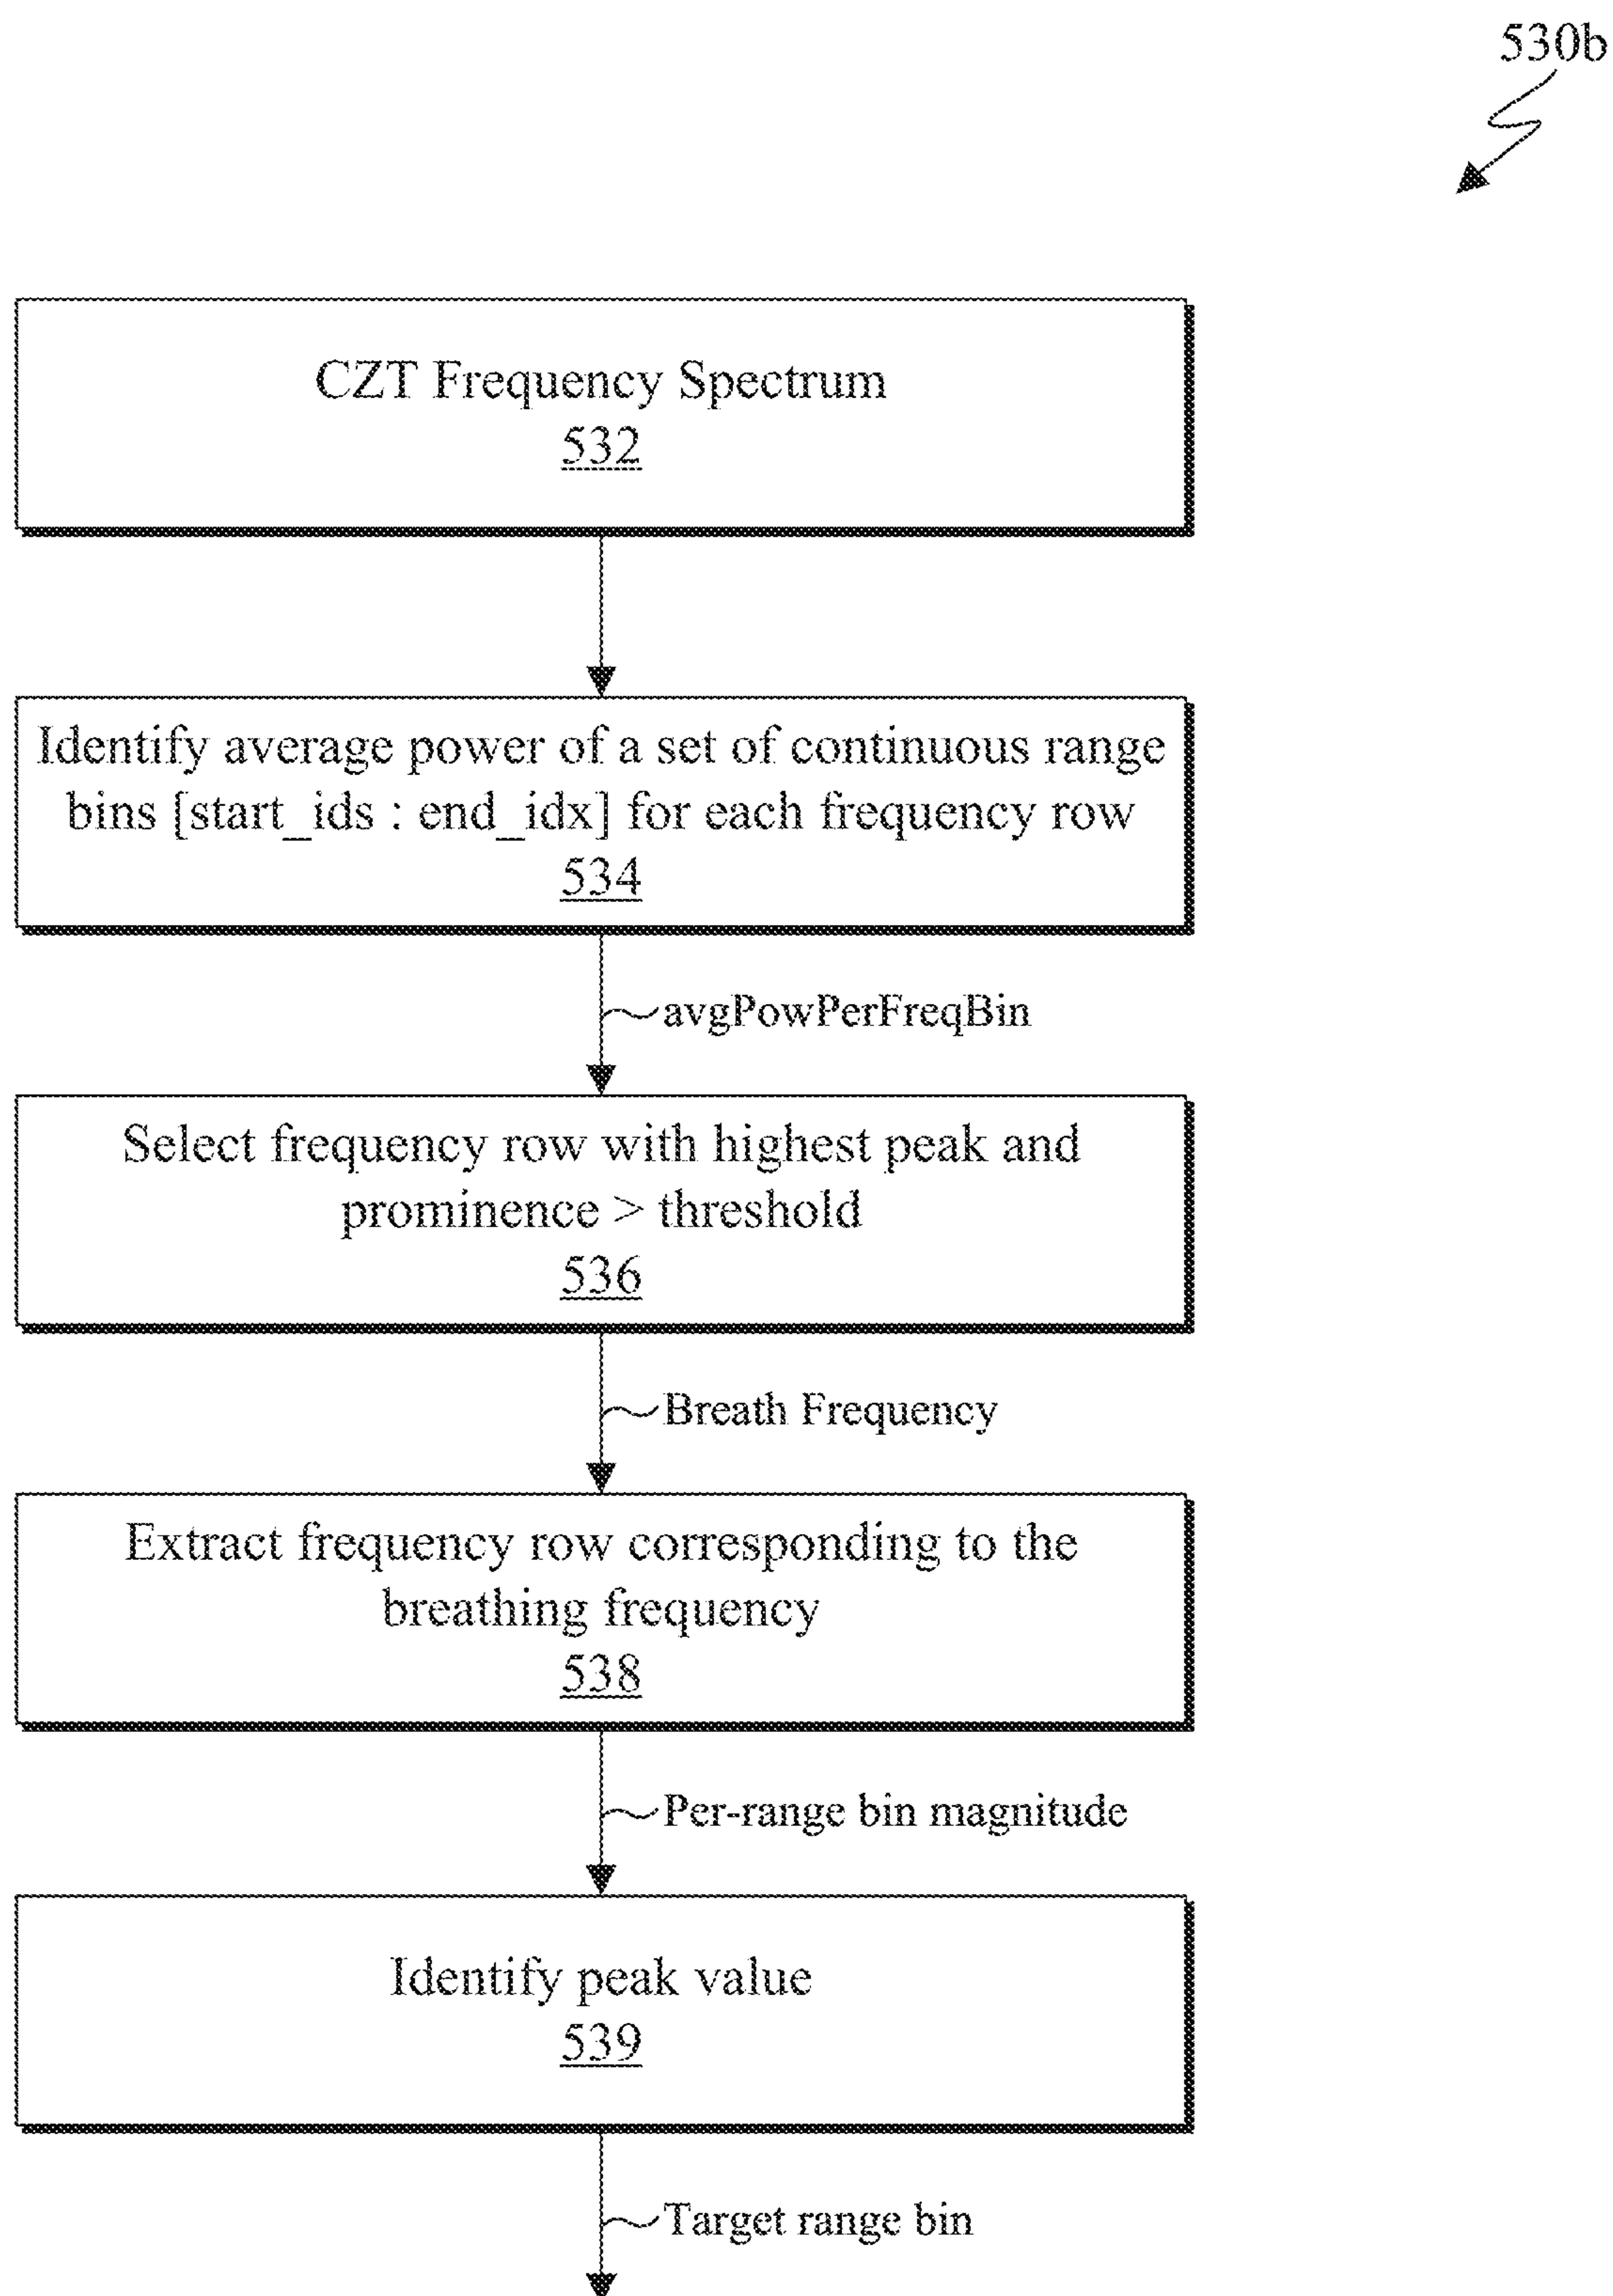 530b
CZT Frequency Spectrum
532
Identify average power of a set of continuous range
bins [start_ids : end_idx] for each frequency row
534
avgPowPerFreqBin
Select frequency row with highest peak and
prominence > threshold
536
Breath Frequency
Extract frequency row corresponding to the
breathing frequency
538
Per-range bin magnitude
Identify peak value
539
Target range bin